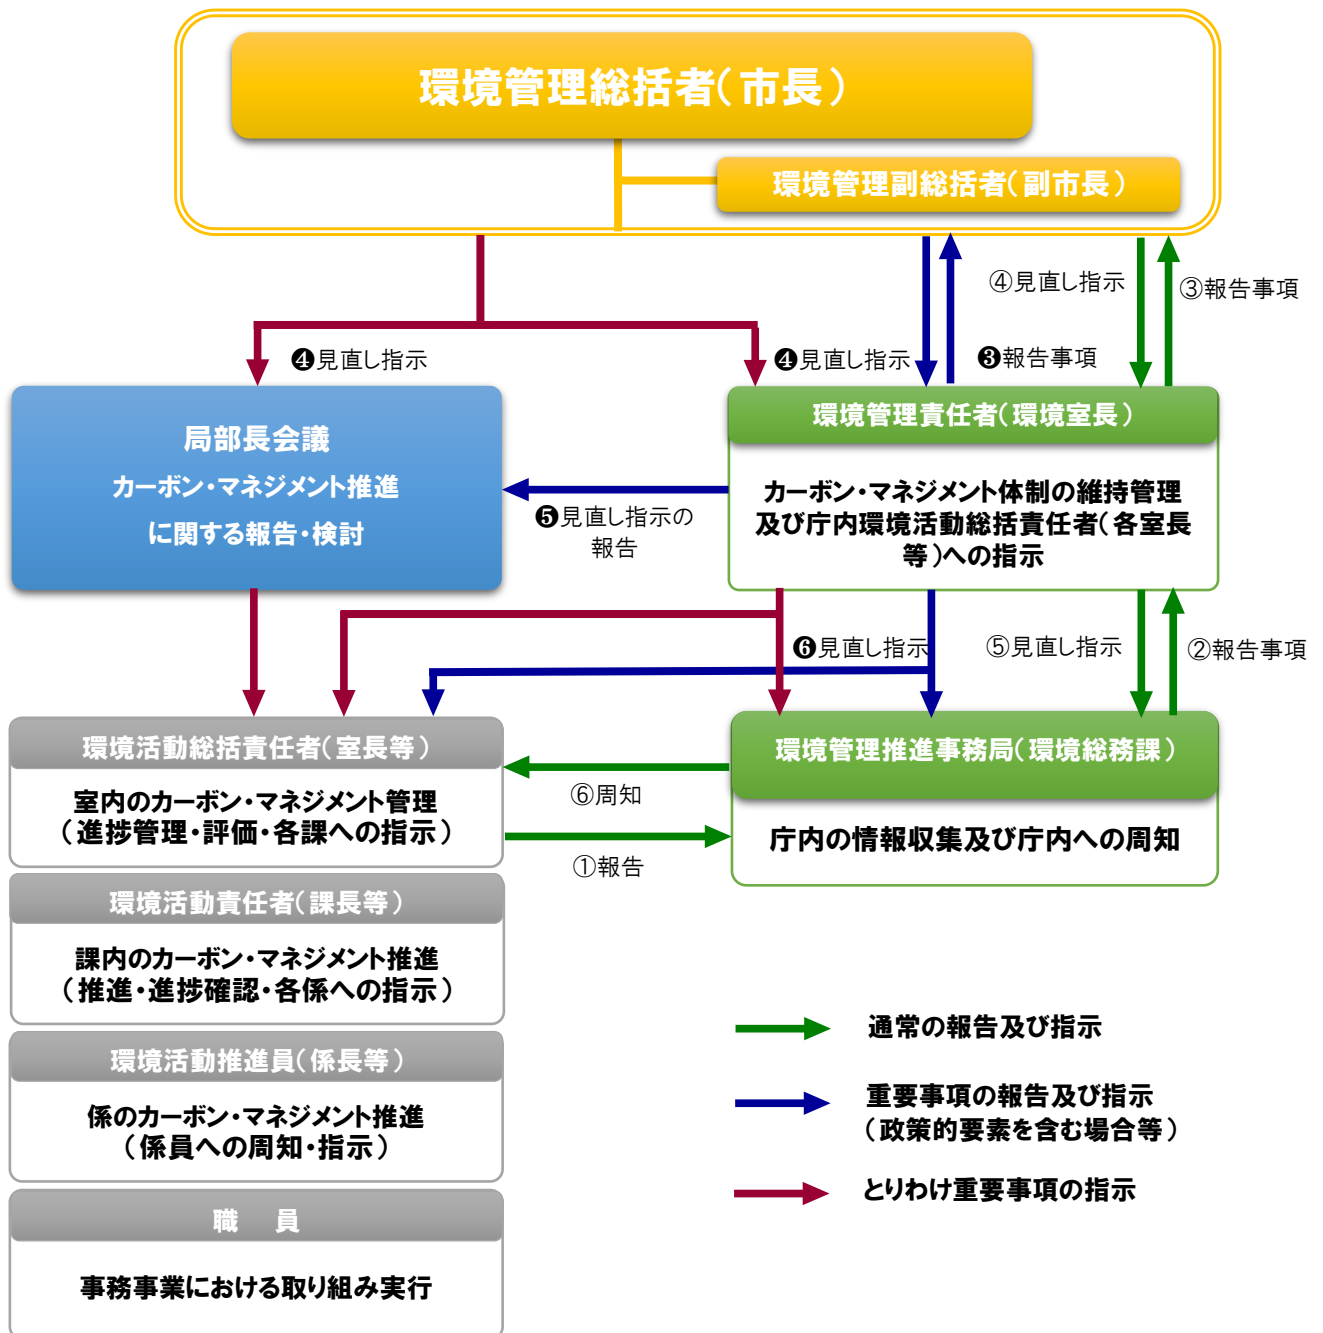 環境管理総括者(市長)
環境管理副総括者(副市長)
④見直し指示
③報告事項
❹見直し指示
❹見直し指示
❸報告事項
局部長会議
カーボン・マネジメント推進
に関する報告・検討
環境管理責任者(環境室長)
カーボン・マネジメント体制の維持管理
及び庁内環境活動総括責任者(各室長
等)への指示
❺見直し指示の
報告
❻見直し指示
⑤見直し指示
②報告事項
環境活動総括責任者(室長等)
室内のカーボン・マネジメント管理
(進捗管理・評価・各課への指示)
⑥周知
①報告
環境管理推進事務局(環境総務課)
庁内の情報収集及び庁内への周知
環境活動責任者(課長等)
課内のカーボン・マネジメント推進
(推進・進捗確認・各係への指示)
環境活動推進員(係長等)
係のカーボン・マネジメント推進
(係員への周知・指示)
職 員
事務事業における取り組み実行
通常の報告及び指示
重要事項の報告及び指示
(政策的要素を含む場合等)
とりわけ重要事項の指示